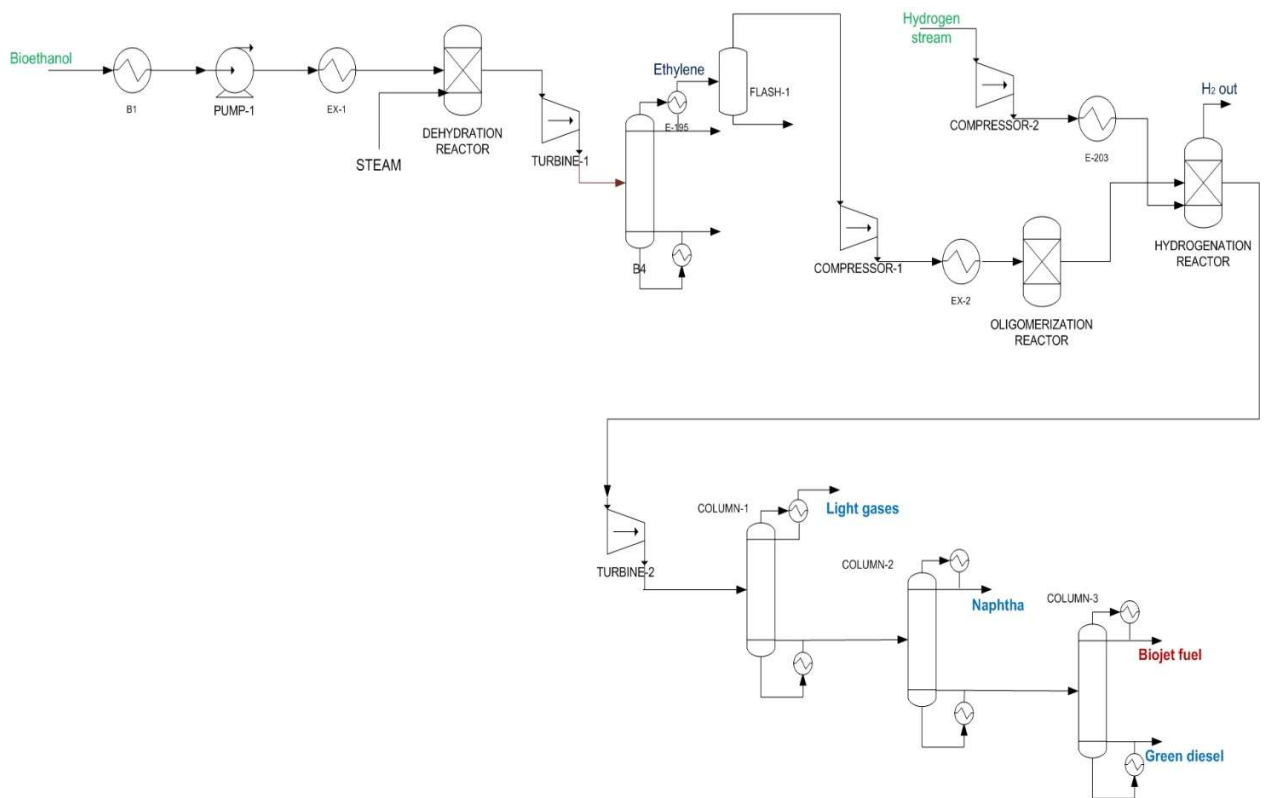 Bioethanol
B1
PUMP-1
EX-1
STEAM
DEHYDRATION
REACTOR
TURBINE-1
Ethylene
E-195
B4
FLASH-1
Hydrogen
stream
COMPRESSOR-2
E-203
H2 out
HYDROGENATION
REACTOR
COMPRESSOR-1
EX-2
OLIGOMERIZATION
REACTOR
TURBINE-2
COLUMN-1
Light gases
COLUMN-2
Naphtha
COLUMN-3
Biojet fuel
Green diesel